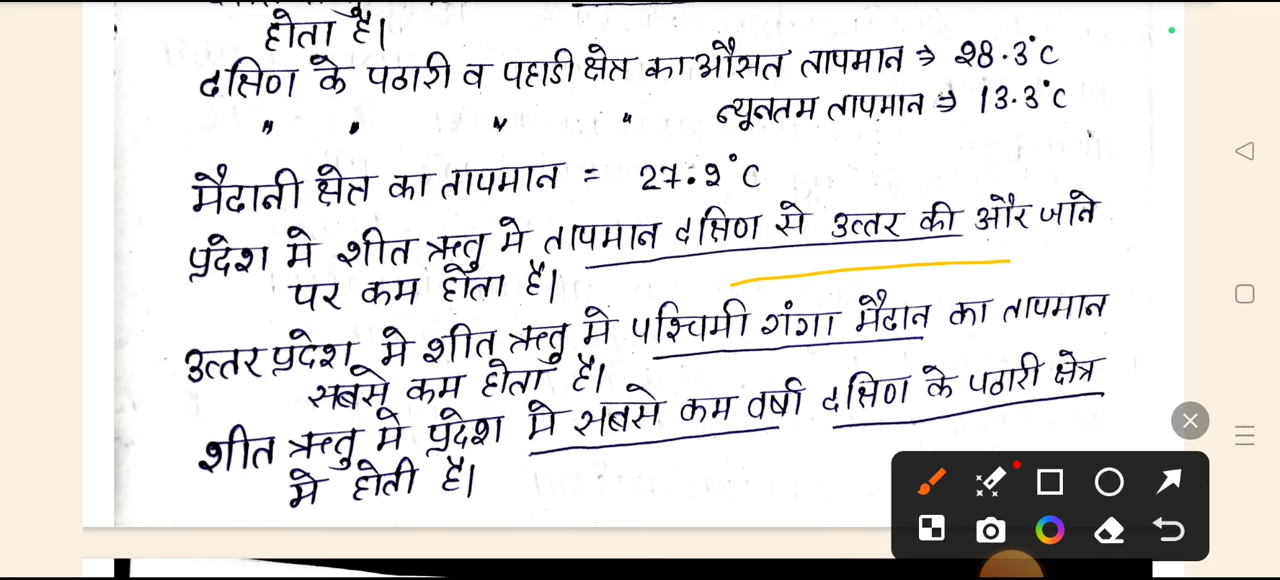 होता है।
दक्षिण के पठारी व पहाडी क्षेत्र का औसत तापमान ⇒ 28.3°C
" " " " न्यूनतम तापमान ⇒ 13.3°C
मैदानी क्षेत्र का तापमान = 27.2°C
प्रदेश मे शीत ऋतु मे तापमान दक्षिण से उत्तर की और जाने
पर कम होता है।
उत्तर प्रदेश मे शीत ऋतु मे पश्चिमी गंगा मैदान का तापमान
सबसे कम होता है।
शीत ऋतु मे प्रदेश मे सबसे कम वर्षा दक्षिण के पठारी क्षेत्र
मे होती है।